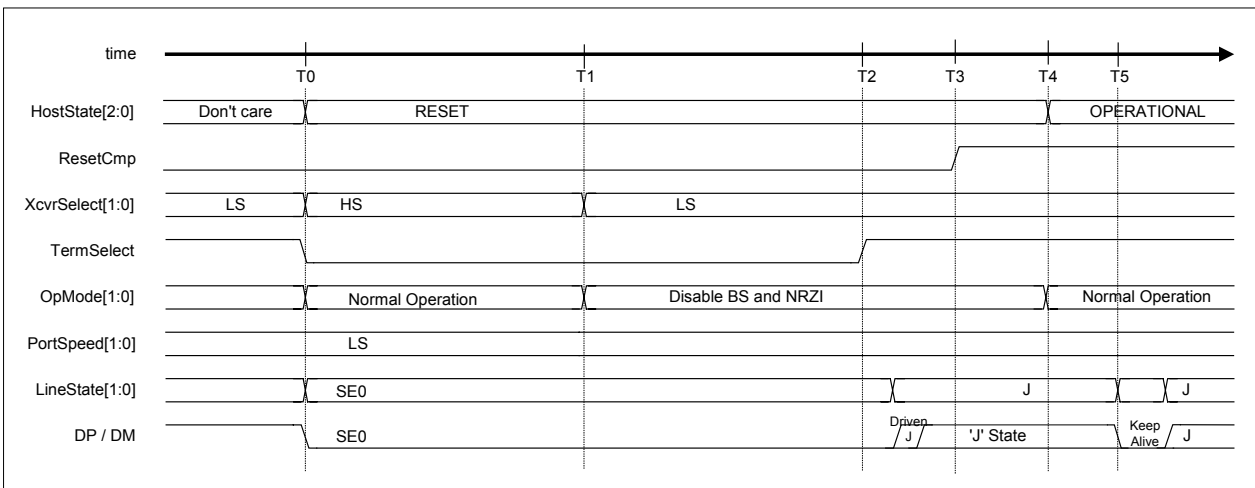 time
T0 T1 T2 T3 T4 T5
HostState[2:0] Don't care RESET OPERATIONAL
ResetCmp
XcvrSelect[1:0] LS HS LS
TermSelect
OpMode[1:0] Normal Operation Disable BS and NRZI Normal Operation
PortSpeed[1:0] LS
LineState[1:0] SE0 J J
DP / DM SE0 Driven J 'J' State Keep Alive J